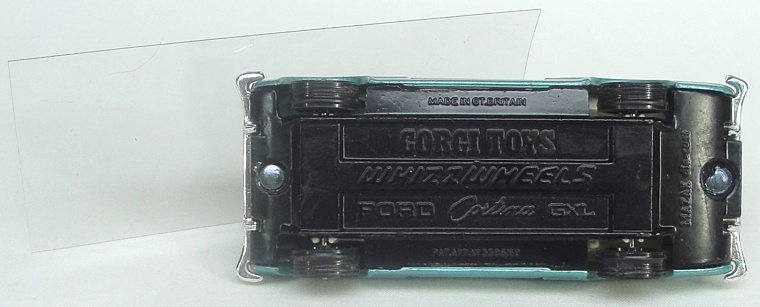 MADE IN GT. BRITAIN
CORGI TOYS
WHIZZWHEELS
FORD Cortina GXL